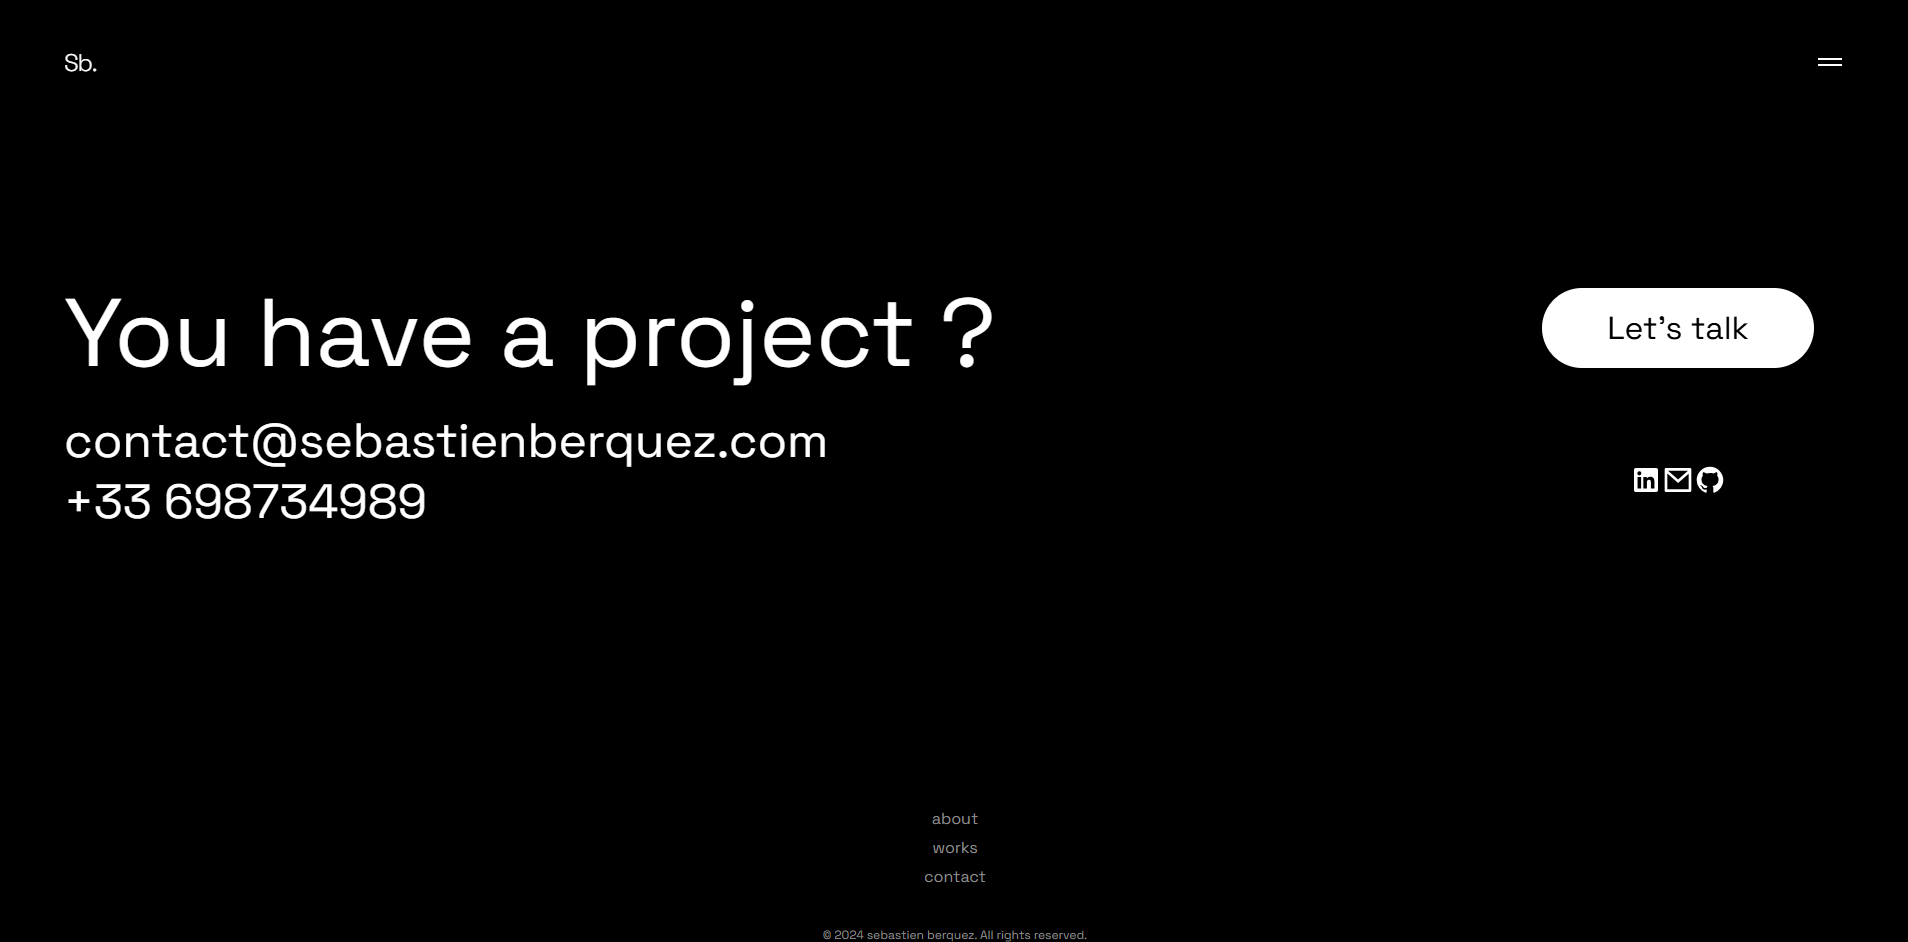 Sb.
You have a project ?
Let's talk
contact@sebastienberquez.com
+33 698734989
in
about
works
contact
© 2024 sebastien berquez. All rights reserved.